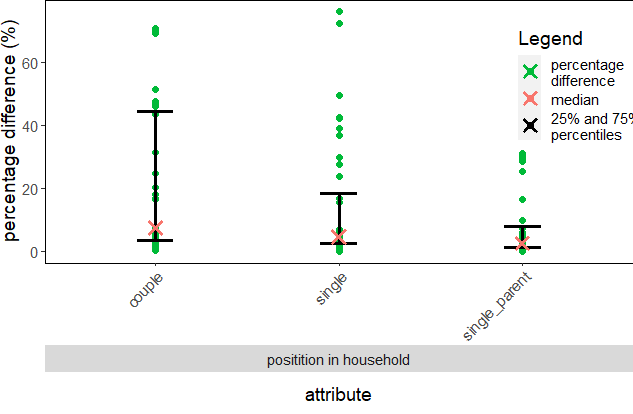 percentage difference (%)
60
40
20
0
Legend
percentage
difference
median
25% and 75%
percentiles
couple
single
single_parent
positition in household
attribute